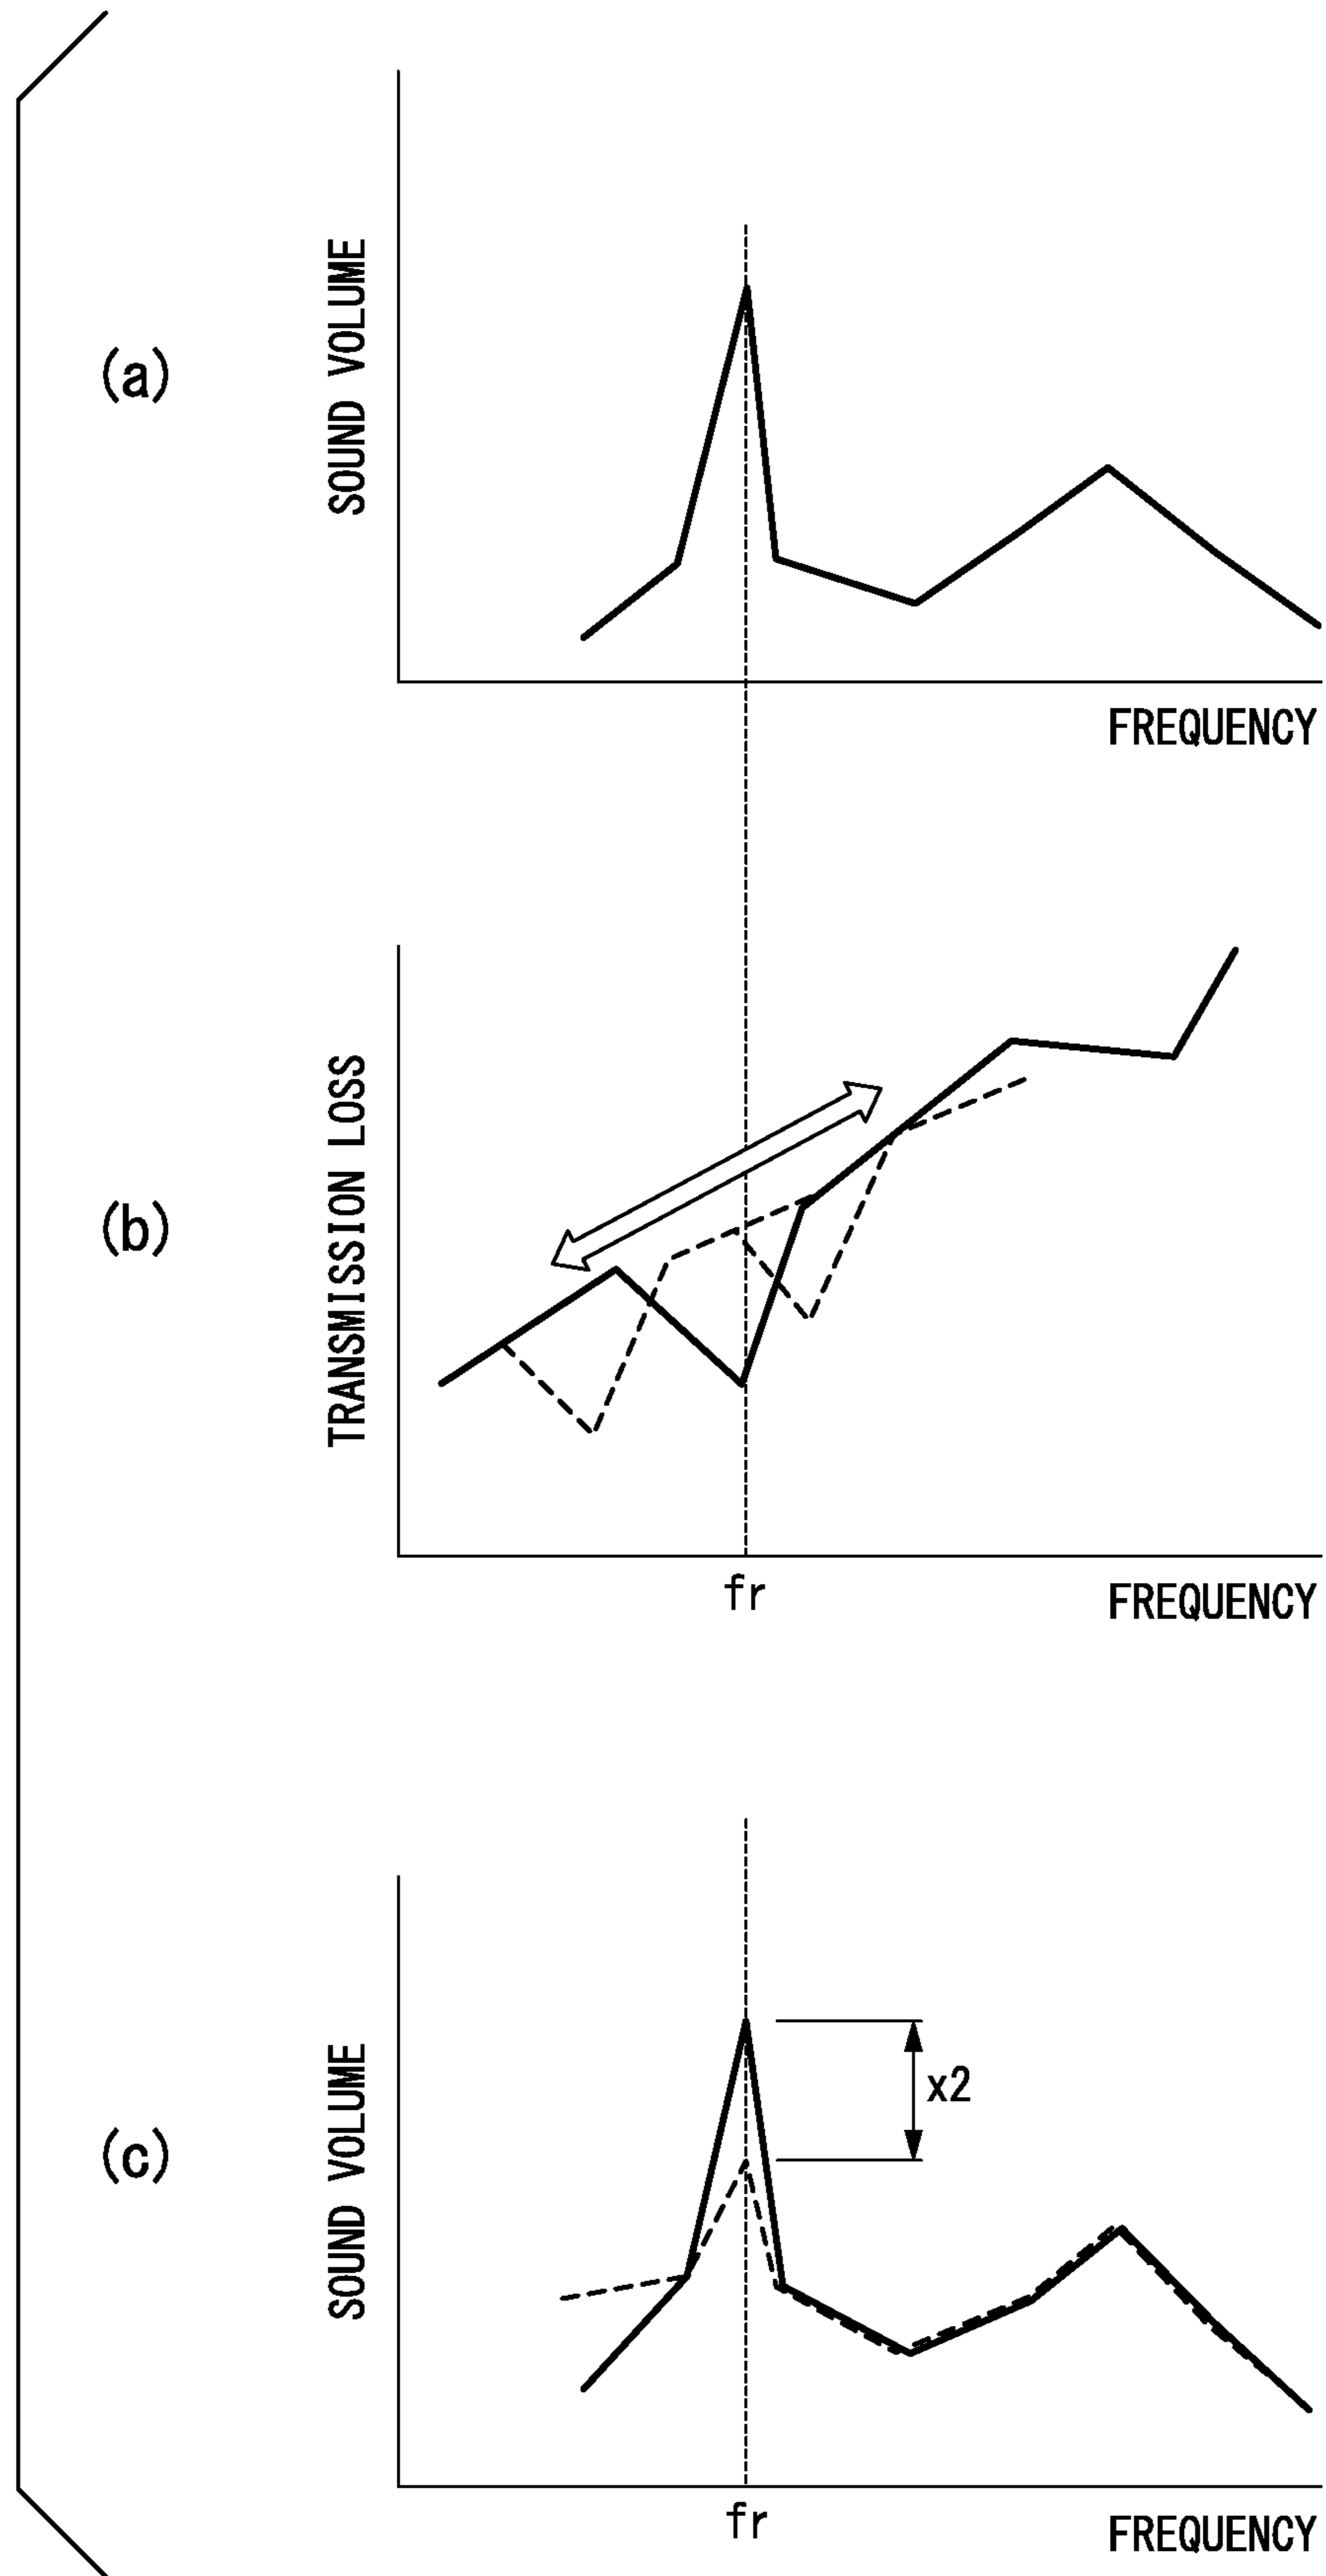 (a)
SOUND VOLUME
FREQUENCY
(b)
TRANSMISSION LOSS
fr
FREQUENCY
(c)
SOUND VOLUME
x2
fr
FREQUENCY